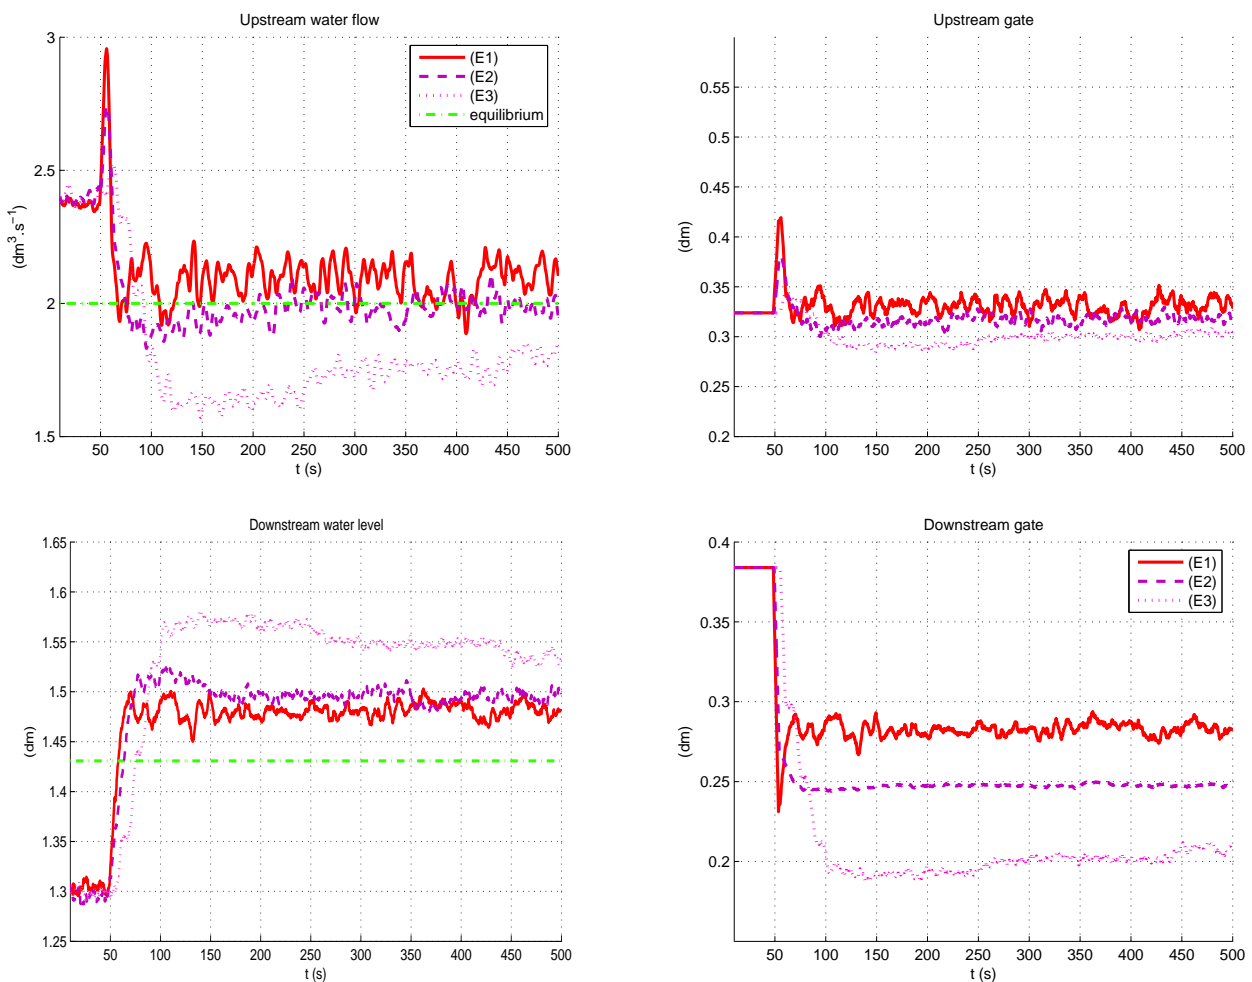 Upstream water flow
3
2.5
2
1.5
(dm³.s⁻¹)
(E1)
(E2)
(E3)
equilibrium
50 100 150 200 250 300 350 400 450 500
t (s)
Upstream gate
0.55
0.5
0.45
0.4
0.35
0.3
0.25
0.2
(dm)
50 100 150 200 250 300 350 400 450 500
t (s)
Downstream water level
1.65
1.6
1.55
1.5
1.45
1.4
1.35
1.3
1.25
(dm)
50 100 150 200 250 300 350 400 450 500
t (s)
Downstream gate
0.4
0.35
0.3
0.25
0.2
(dm)
(E1)
(E2)
(E3)
50 100 150 200 250 300 350 400 450 500
t (s)